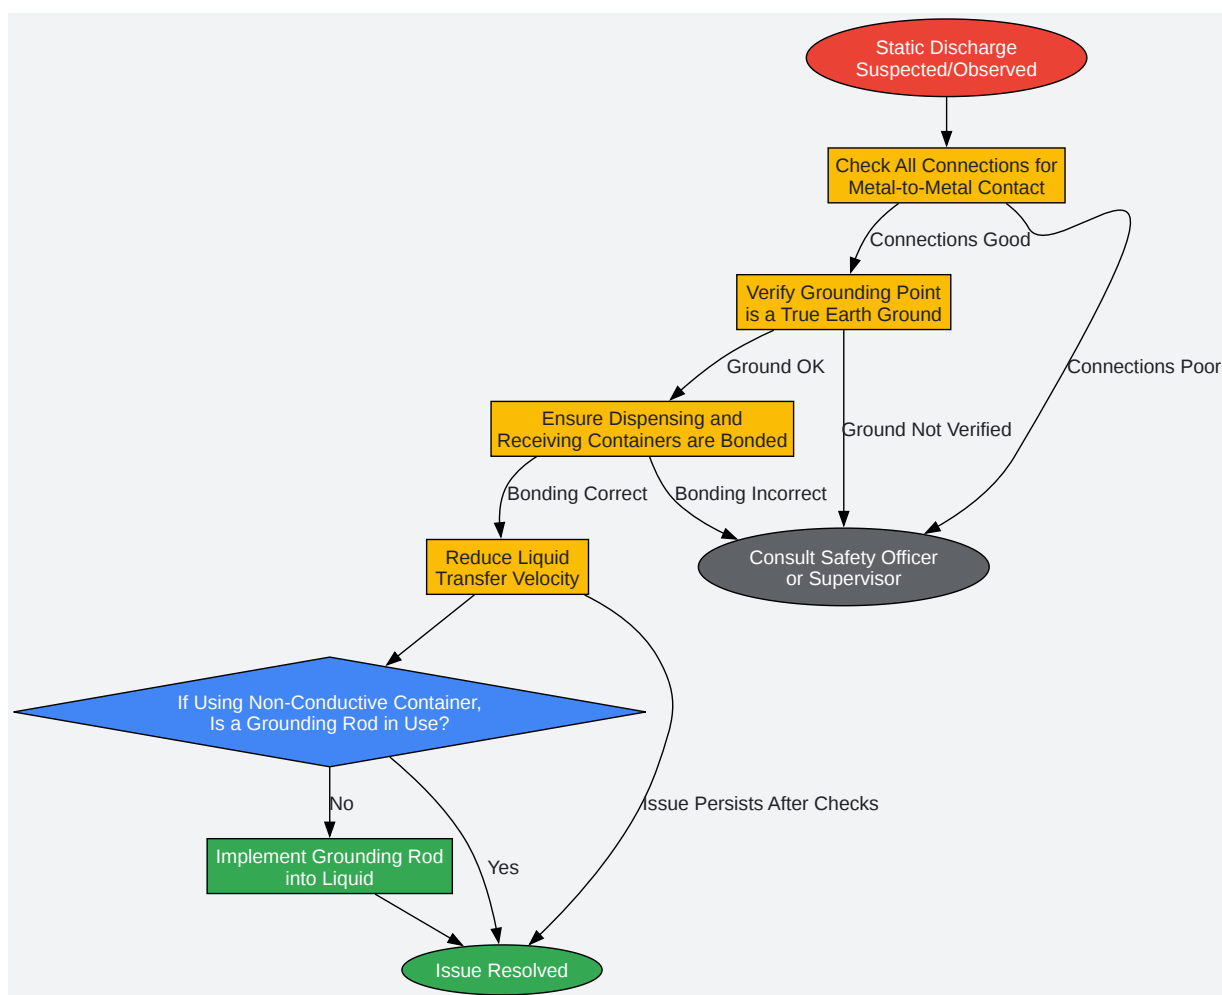 Static Discharge
Suspected/Observed
Check All Connections for
Metal-to-Metal Contact
Connections Good
Verify Grounding Point
is a True Earth Ground
Ground OK
Connections Poor
Ensure Dispensing and
Receiving Containers are Bonded
Ground Not Verified
Bonding Correct
Bonding Incorrect
Reduce Liquid
Transfer Velocity
Consult Safety Officer
or Supervisor
If Using Non-Conductive Container,
Is a Grounding Rod in Use?
No
Issue Persists After Checks
Implement Grounding Rod
into Liquid
Yes
Issue Resolved